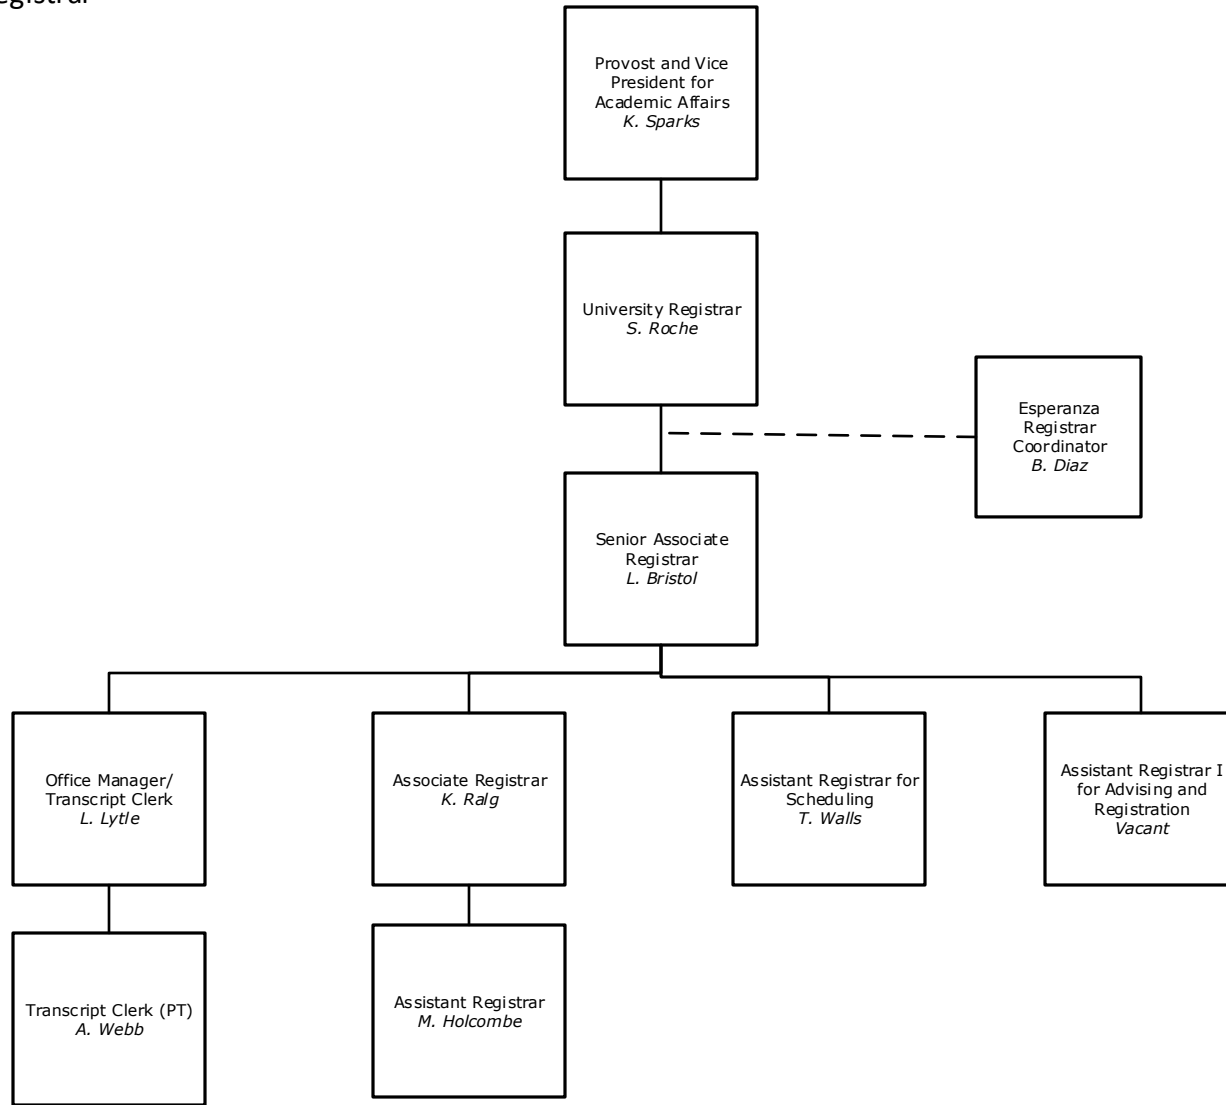 Provost and Vice
President for
Academic Affairs
K. Sparks
University Registrar
S. Roche
Esperanza
Registrar
Coordinator
B. Diaz
Senior Associate
Registrar
L. Bristol
Office Manager/
Transcript Clerk
L. Lytle
Associate Registrar
K. Ralg
Assistant Registrar for
Scheduling
T. Walls
Assistant Registrar I
for Advising and
Registration
Vacant
Transcript Clerk (PT)
A. Webb
Assistant Registrar
M. Holcombe